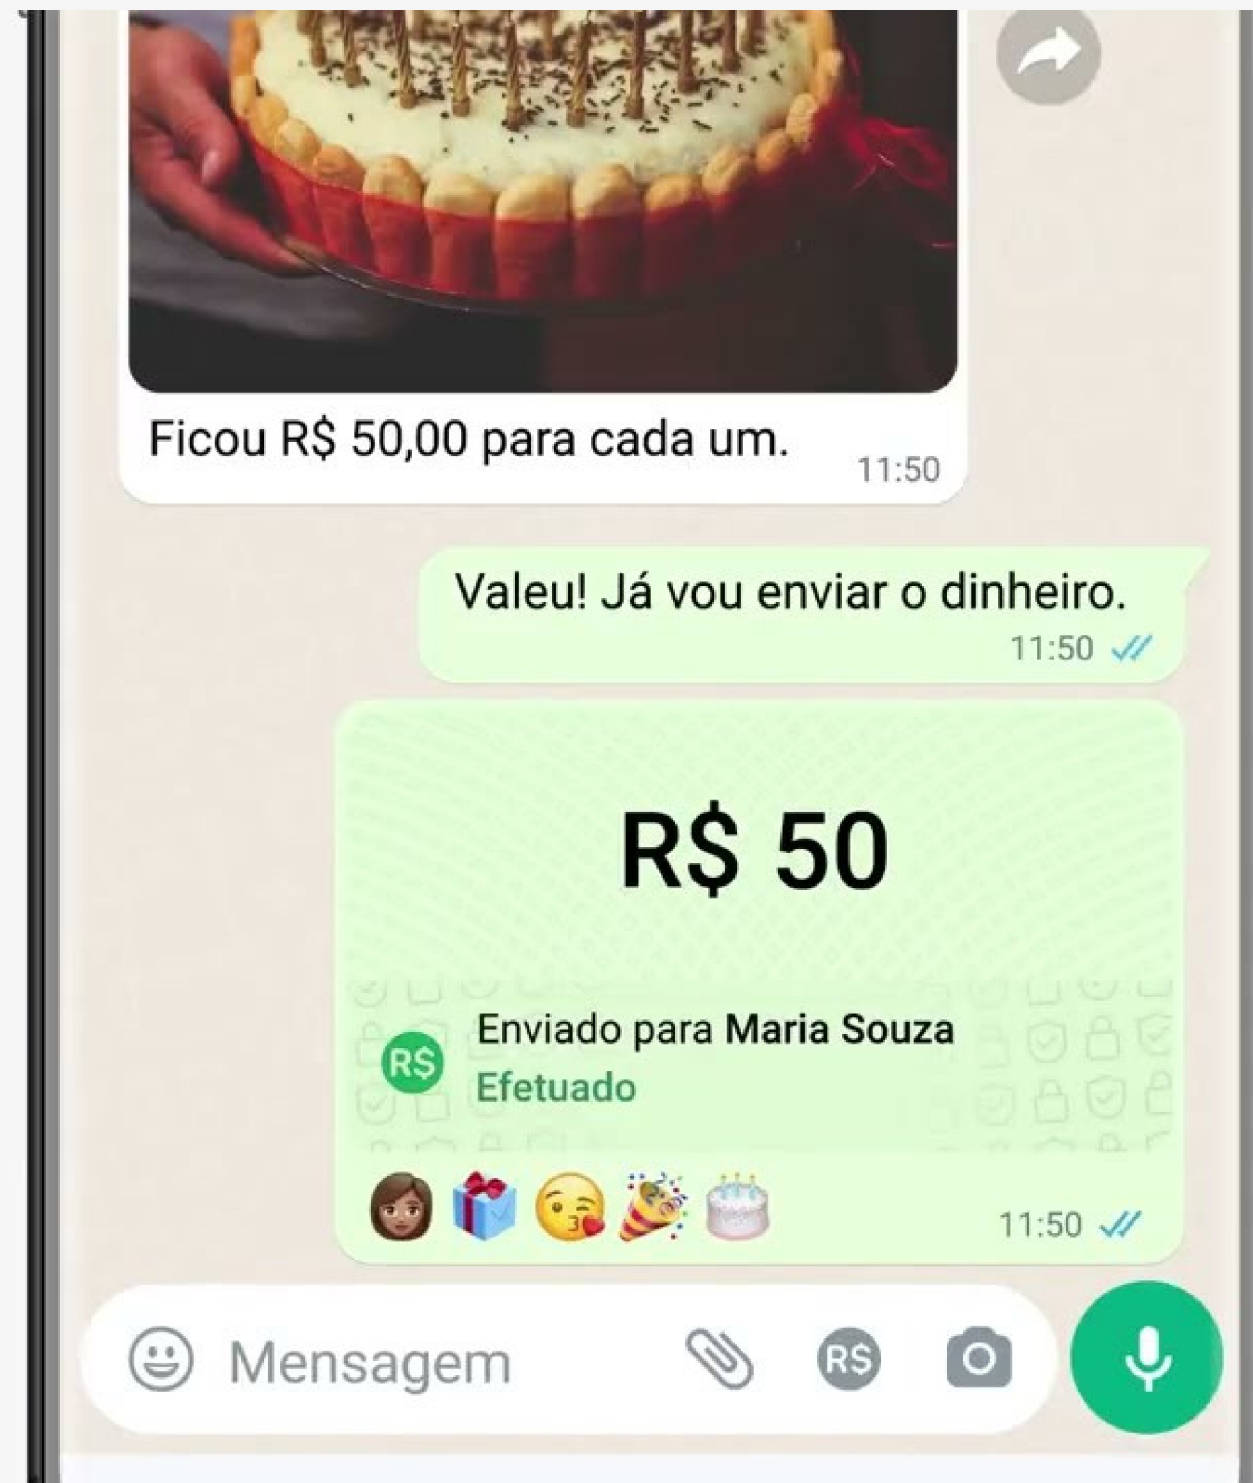 Ficou R$ 50,00 para cada um.
11:50
Valeu! Já vou enviar o dinheiro.
11:50
R$ 50
R$
Enviado para Maria Souza
Efetuado
11:50
Mensagem
R$